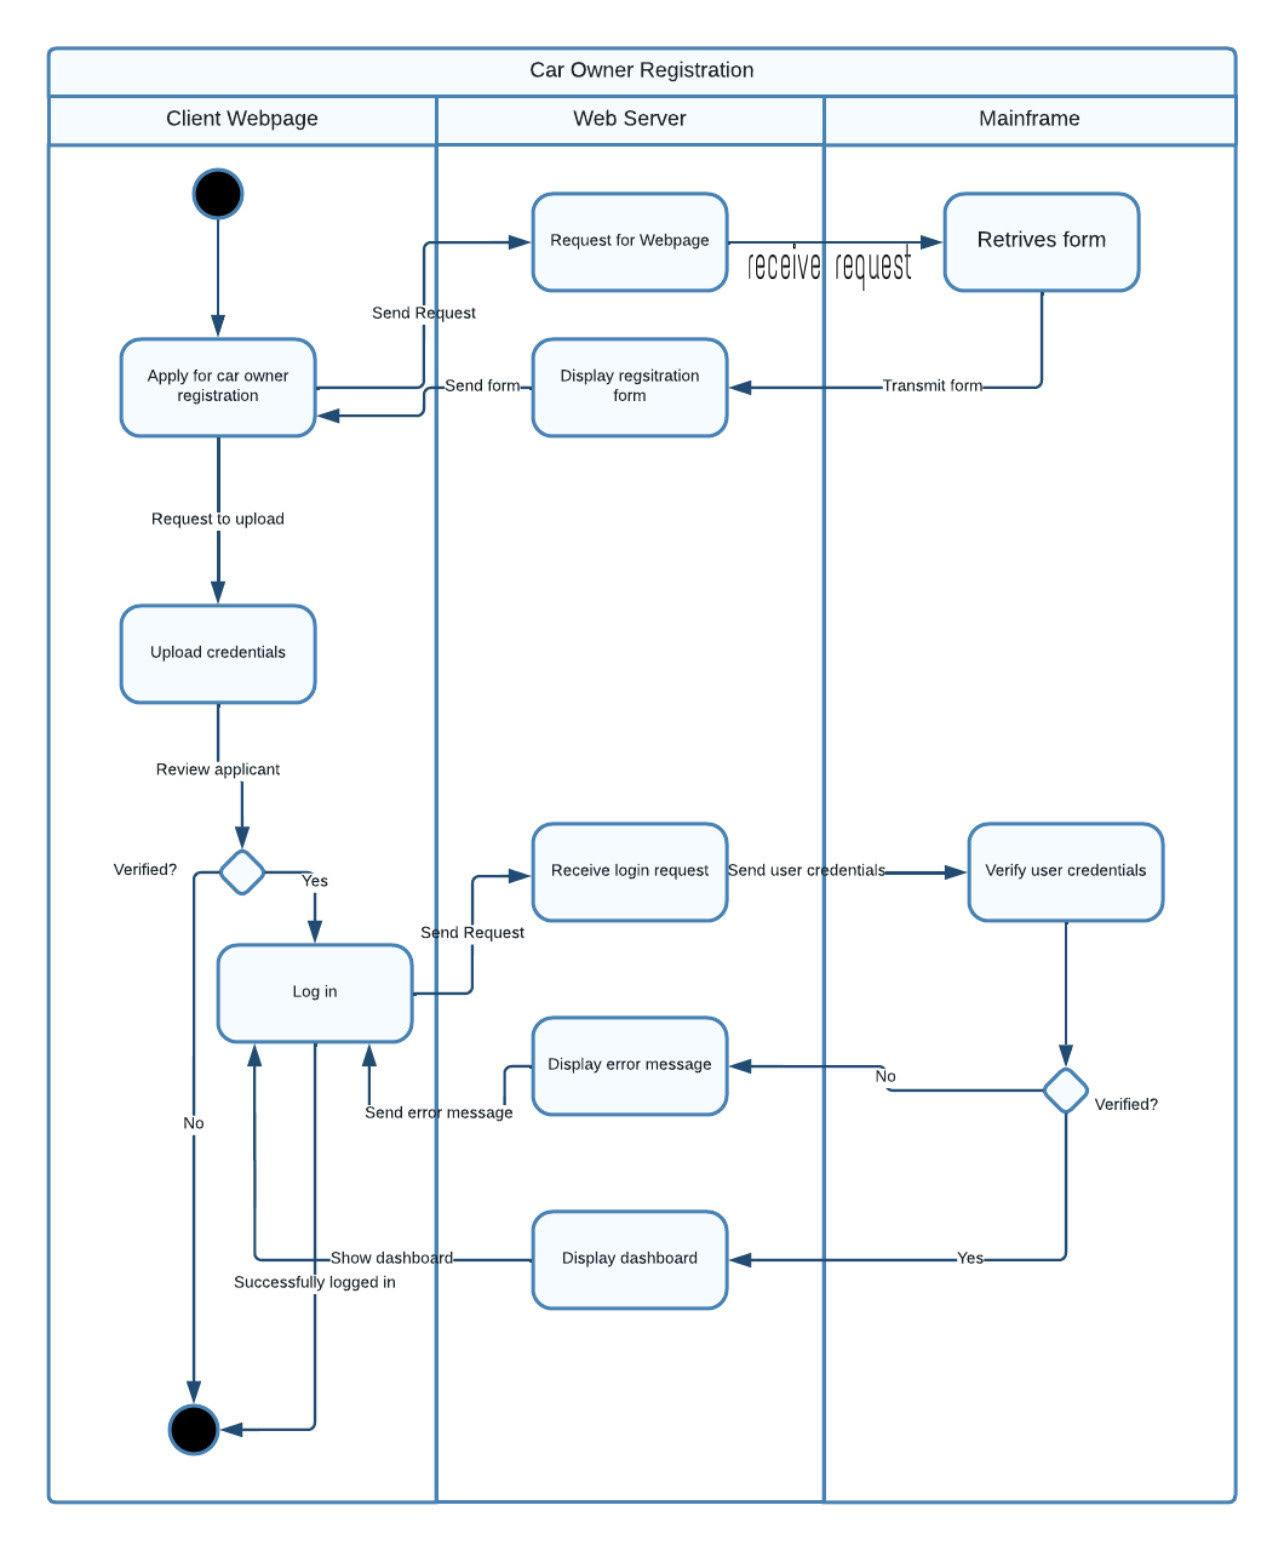 Car Owner Registration
Client Webpage
Web Server
Mainframe
Request for Webpage
receive request
Retrives form
Send Request
Apply for car owner
registration
Send form
Display regsitration
form
Transmit form
Request to upload
Upload credentials
Review applicant
Verified?
Yes
Receive login request
Send user credentials
Verify user credentials
Send Request
Log in
Display error message
No
Verified?
Send error message
No
Show dashboard
Display dashboard
Yes
Successfully logged in